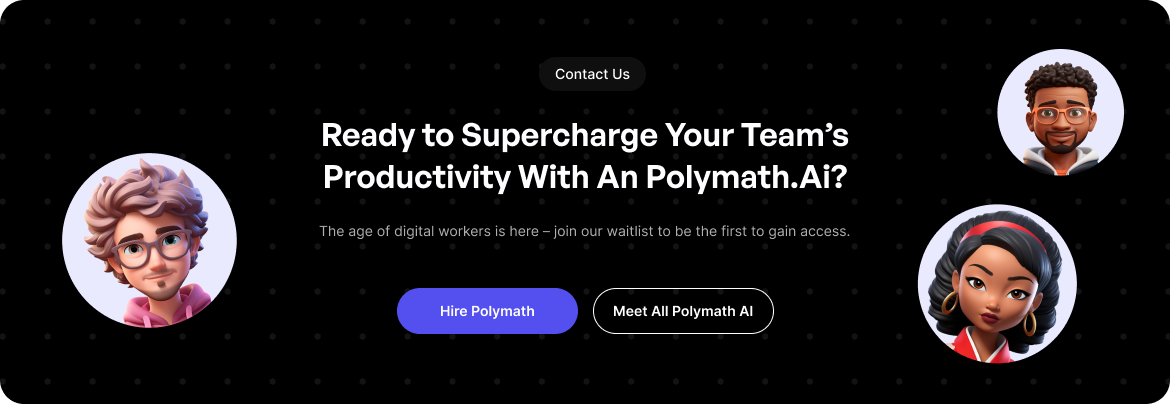 Contact Us
Ready to Supercharge Your Team’s
Productivity With An Polymath.Ai?
The age of digital workers is here – join our waitlist to be the first to gain access.
Hire Polymath
Meet All Polymath AI